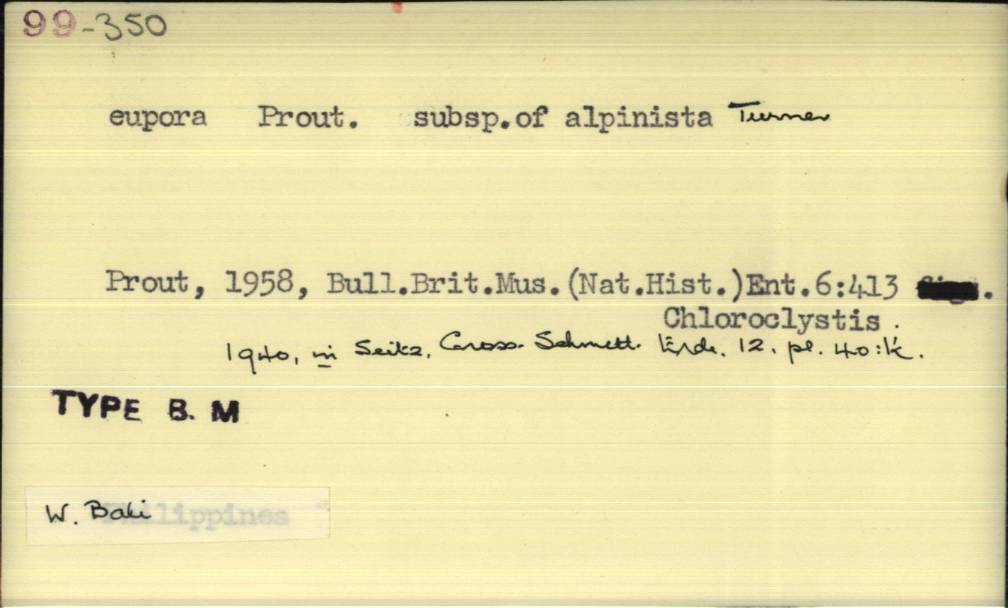 99-350
eupora Prout. subsp.of alpinista Turner
Prout, 1958, Bull.Brit.Mus.(Nat.Hist.)Ent.6:413 .
Chloroclystis.
1940, in Seitz, Gross-Schmett. Erde. 12. pl. 40:k.
TYPE B. M
W. Bali
Philippines